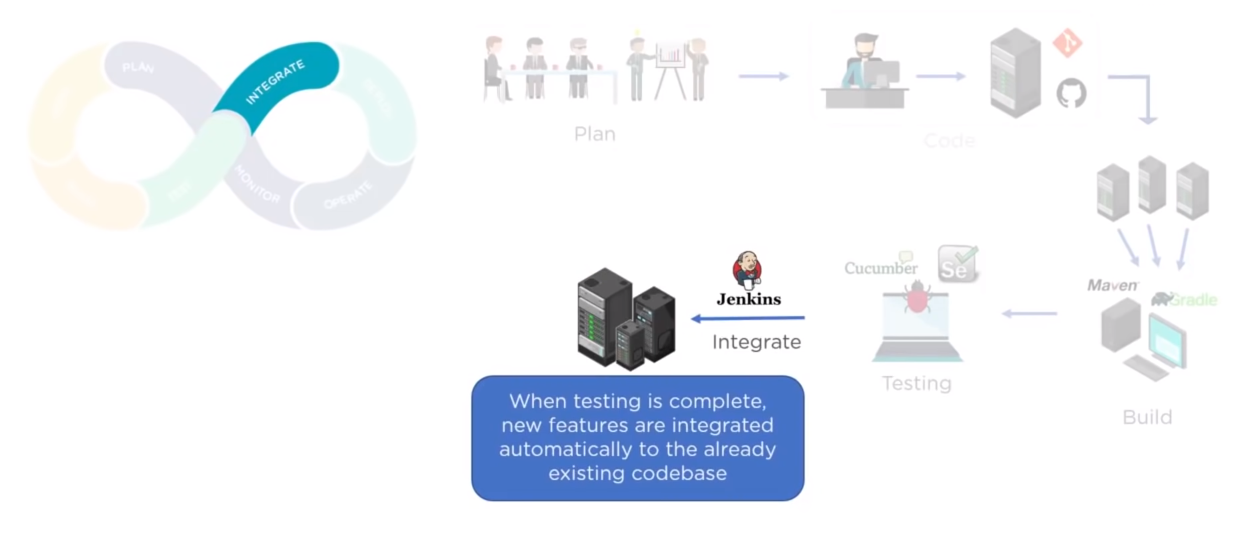 PLAN
INTEGRATE
MONITOR
OPERATE
Plan
Code
Cucumber
Se
Maven
Gradle
Jenkins
Integrate
Testing
Build
When testing is complete,
new features are integrated
automatically to the already
existing codebase